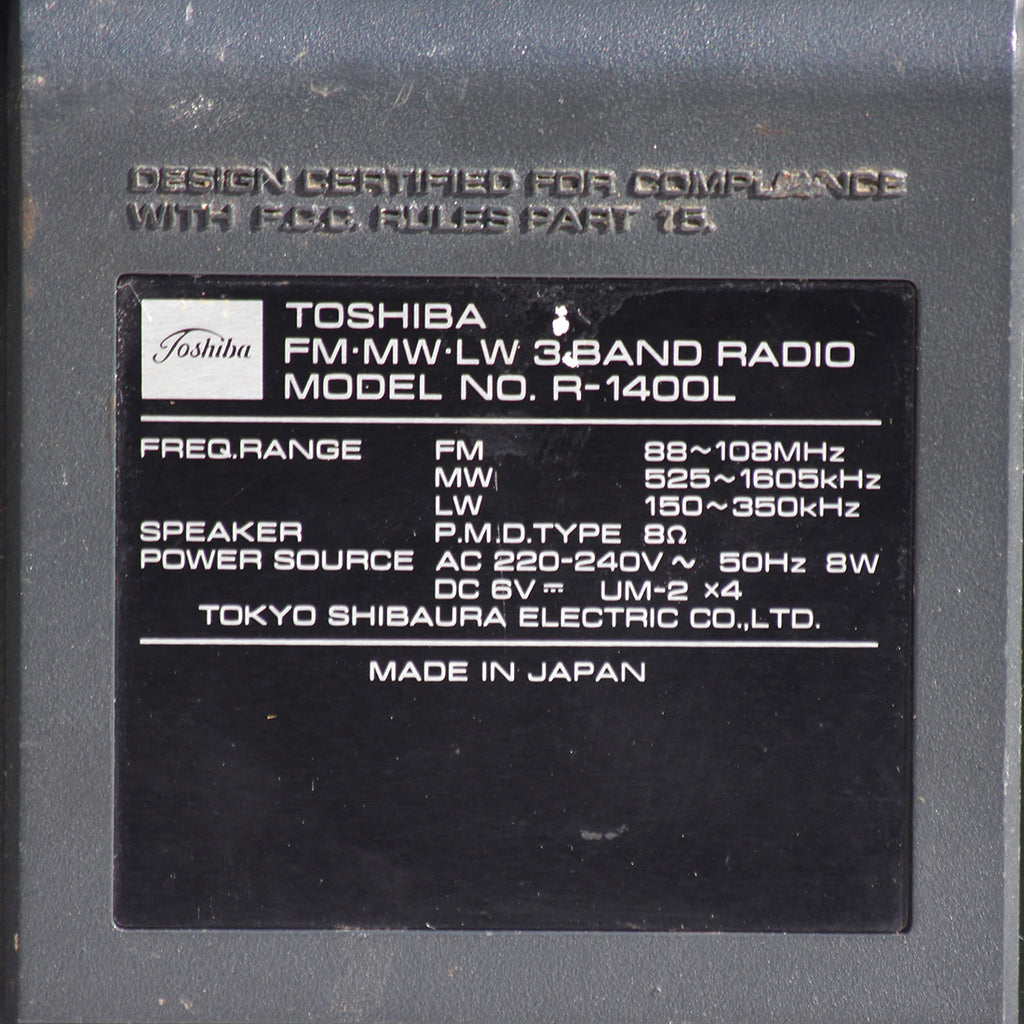 DESIGN CERTIFIED FOR COMPLIANCE
WITH F.C.C. RULES PART 15.
Toshiba
TOSHIBA
FM·MW·LW 3 BAND RADIO
MODEL NO. R-1400L
FREQ.RANGE FM 88~108MHz
MW 525~1605kHz
LW 150~350kHz
SPEAKER P.M.D.TYPE 8Ω
POWER SOURCE AC 220-240V~ 50Hz 8W
DC 6V⎓ UM-2 x4
TOKYO SHIBAURA ELECTRIC CO.,LTD.
MADE IN JAPAN